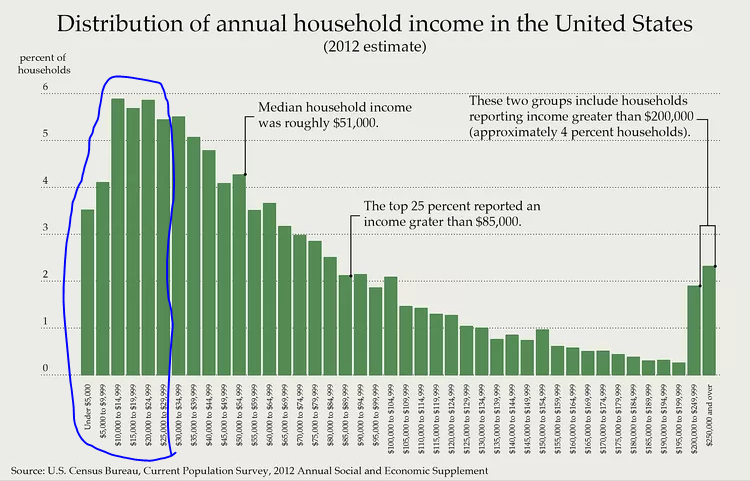 Distribution of annual household income in the United States
(2012 estimate)
percent of
households
6
5
4
3
2
1
0
Median household income
was roughly $51,000.
The top 25 percent reported an
income grater than $85,000.
These two groups include households
reporting income greater than $200,000
(approximately 4 percent households).
Under $5,000
$5,000 to $9,999
$10,000 to $14,999
$15,000 to $19,999
$20,000 to $24,999
$25,000 to $29,999
$30,000 to $34,999
$35,000 to $39,999
$40,000 to $44,999
$45,000 to $49,999
$50,000 to $54,999
$55,000 to $59,999
$60,000 to $64,999
$65,000 to $69,999
$70,000 to $74,999
$75,000 to $79,999
$80,000 to $84,999
$85,000 to $89,999
$90,000 to $94,999
$95,000 to $99,999
$100,000 to $104,999
$105,000 to $109,999
$110,000 to $114,999
$115,000 to $119,999
$120,000 to $124,999
$125,000 to $129,999
$130,000 to $134,999
$135,000 to $139,999
$140,000 to $144,999
$145,000 to $149,999
$150,000 to $154,999
$155,000 to $159,999
$160,000 to $164,999
$165,000 to $169,999
$170,000 to $174,999
$175,000 to $179,999
$180,000 to $184,999
$185,000 to $189,999
$190,000 to $194,999
$195,000 to $199,999
$200,000 to $249,999
$250,000 and over
Source: U.S. Census Bureau, Current Population Survey, 2012 Annual Social and Economic Supplement